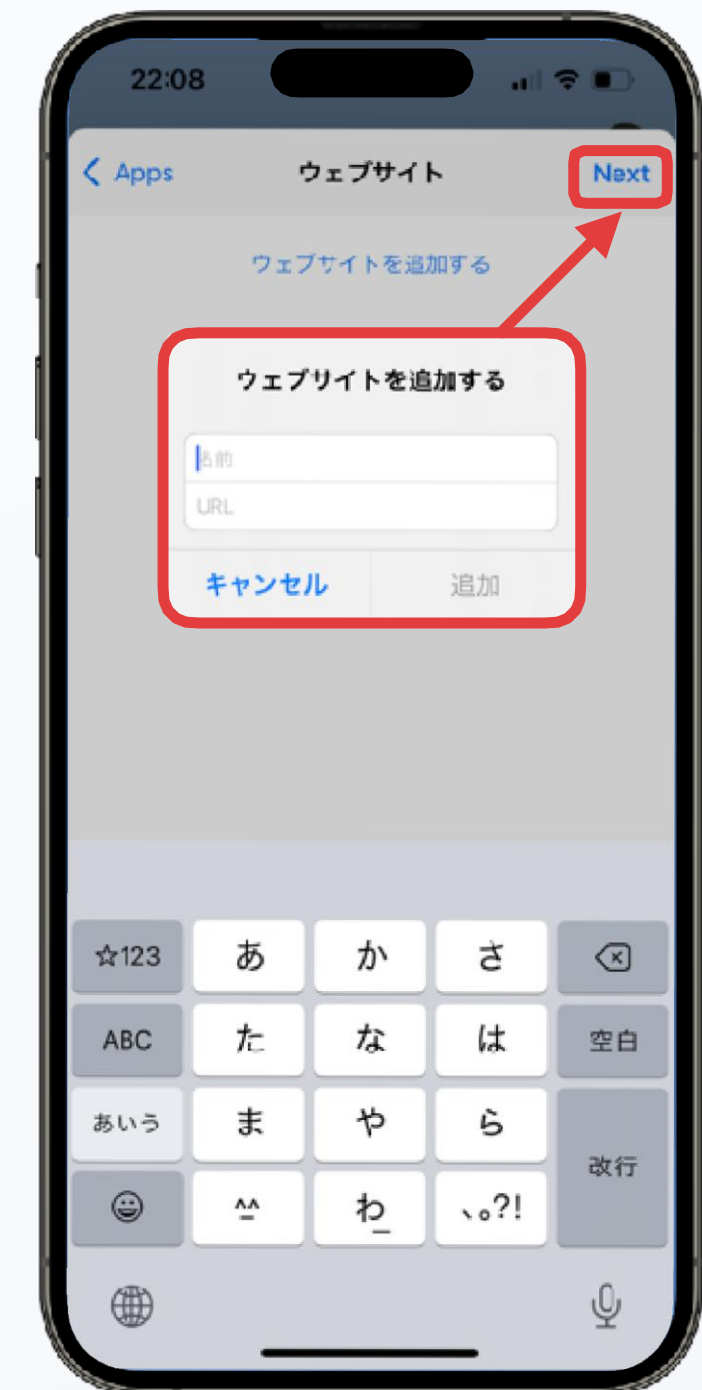 22:08
Apps ウェブサイト Next
ウェブサイトを追加する
ウェブサイトを追加する
名前
URL
キャンセル 追加
☆123 あ か さ
ABC た な は 空白
あいう ま や ら
改行
^^ わ 、。?!